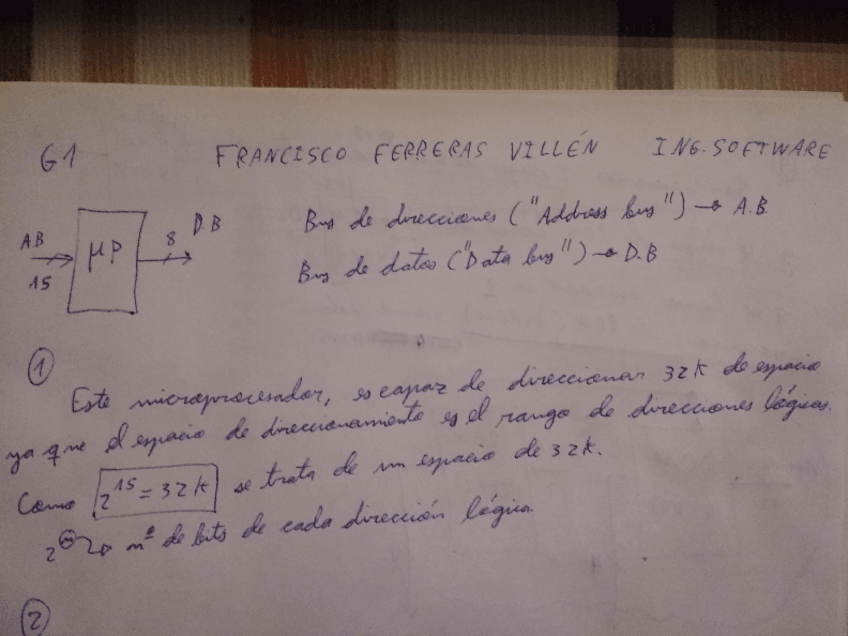 G1 FRANCISCO FERRERAS VILLÉN ING. SOFTWARE
AB 15 μP 8 D.B
Bus de direcciones ("Address bus") → A.B.
Bus de datos ("Data bus") → D.B
①
Este microprocesador, es capaz de direccionar 32K de espacio
ya que el espacio de direccionamiento es el rango de direcciones lógicas.
Como 2^15 = 32K se trata de un espacio de 32K.
2^n → nº de bits de cada dirección lógica.
②